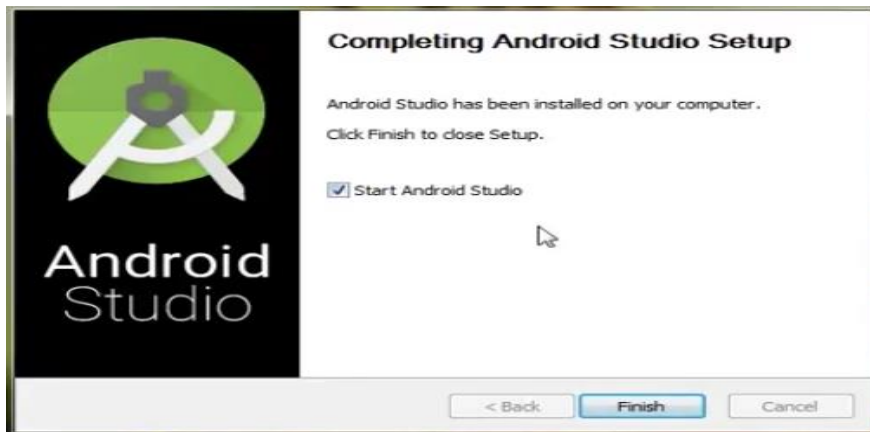 Completing Android Studio Setup
Android Studio has been installed on your computer.
Click Finish to close Setup.
Start Android Studio
Android
Studio
< Back
Finish
Cancel